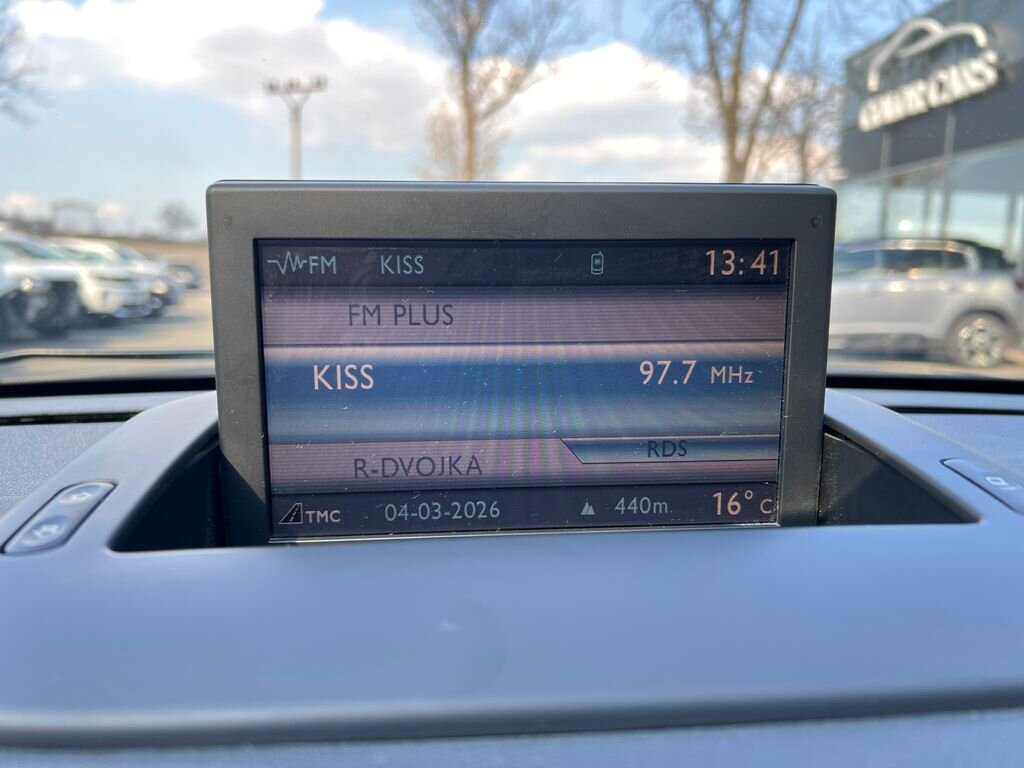 FM KISS 13:41
FM PLUS
KISS 97.7 MHz
RDS
R-DVOJKA
TMC 04-03-2026 440m 16° C